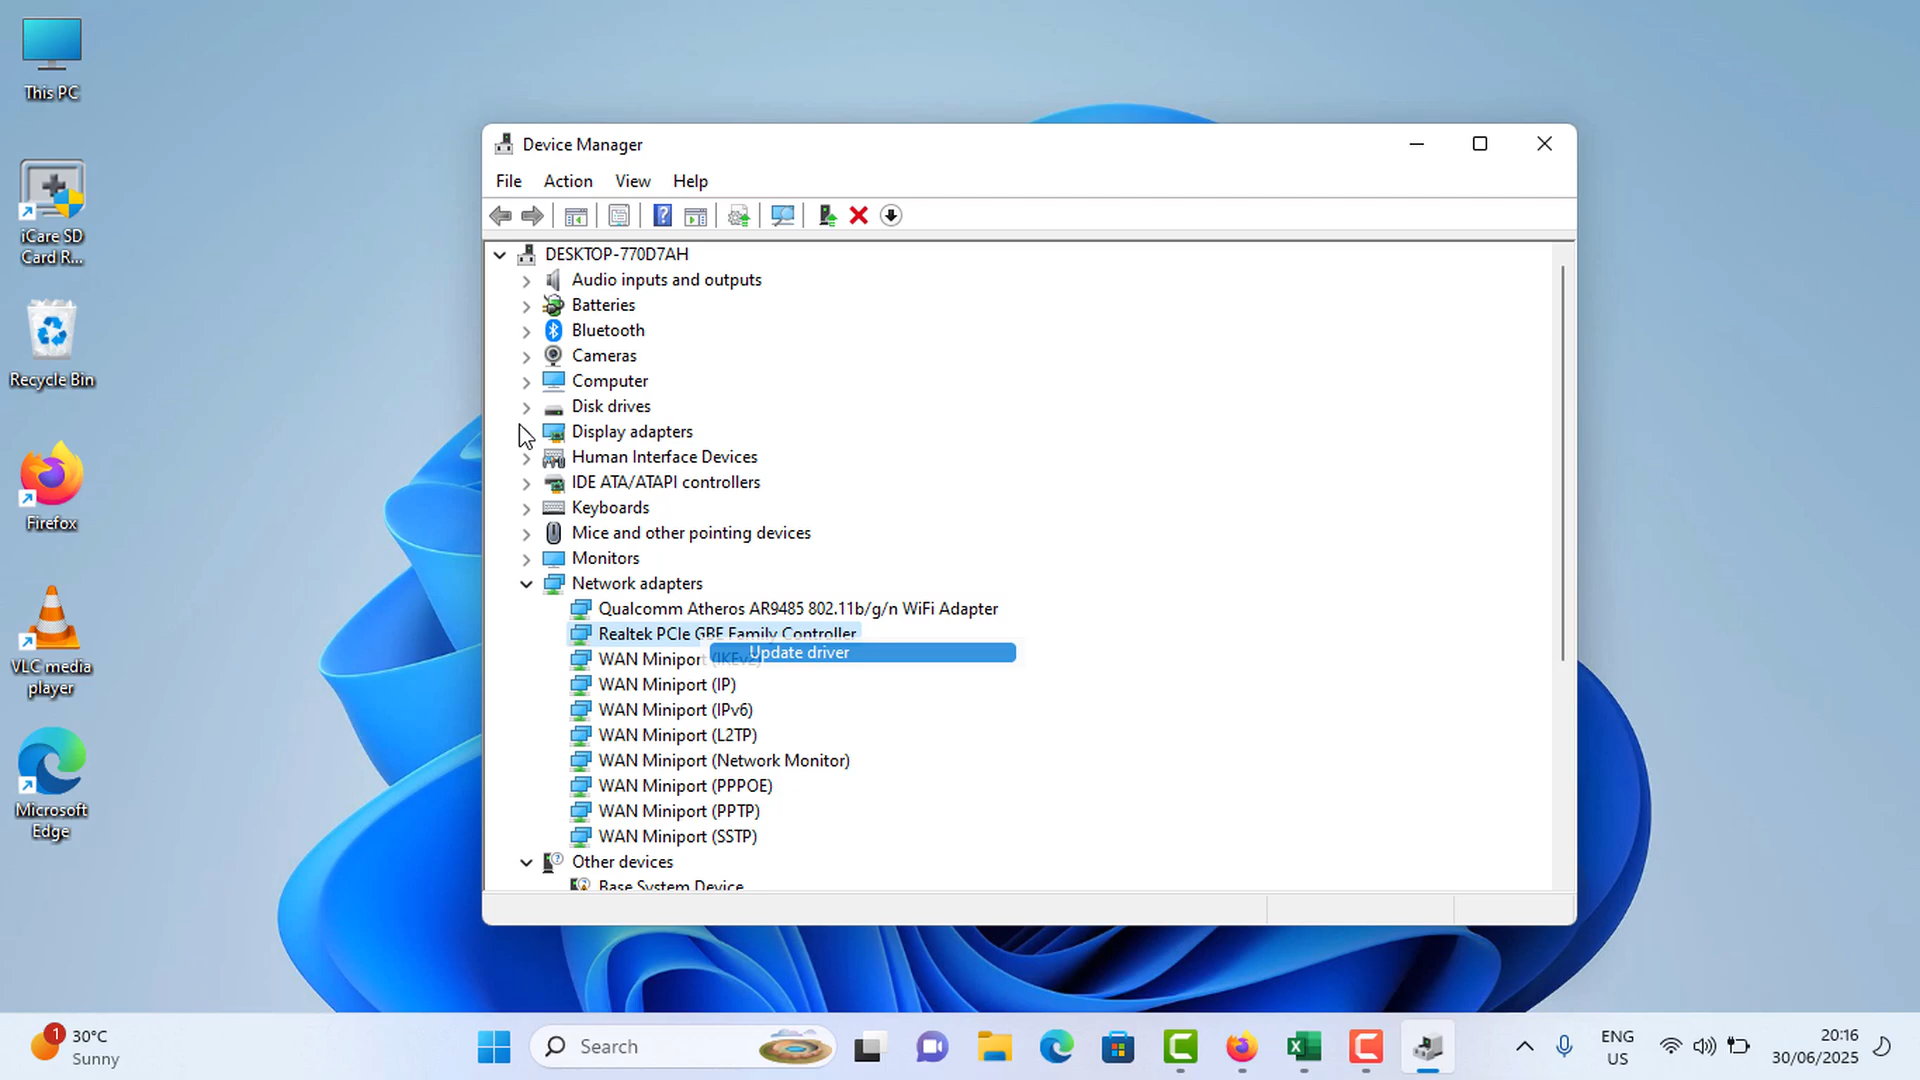 This PC
iCare SD
Card R...
Recycle Bin
Firefox
VLC media
player
Microsoft
Edge
Device Manager
File Action View Help
DESKTOP-770D7AH
Audio inputs and outputs
Batteries
Bluetooth
Cameras
Computer
Disk drives
Display adapters
Human Interface Devices
IDE ATA/ATAPI controllers
Keyboards
Mice and other pointing devices
Monitors
Network adapters
Qualcomm Atheros AR9485 802.11b/g/n WiFi Adapter
Realtek PCIe GBE Family Controller
Update driver
WAN Miniport (IKEv2)
WAN Miniport (IP)
WAN Miniport (IPv6)
WAN Miniport (L2TP)
WAN Miniport (Network Monitor)
WAN Miniport (PPPOE)
WAN Miniport (PPTP)
WAN Miniport (SSTP)
Other devices
Base System Device
1
30°C
Sunny
Search
ENG
US
20:16
30/06/2025